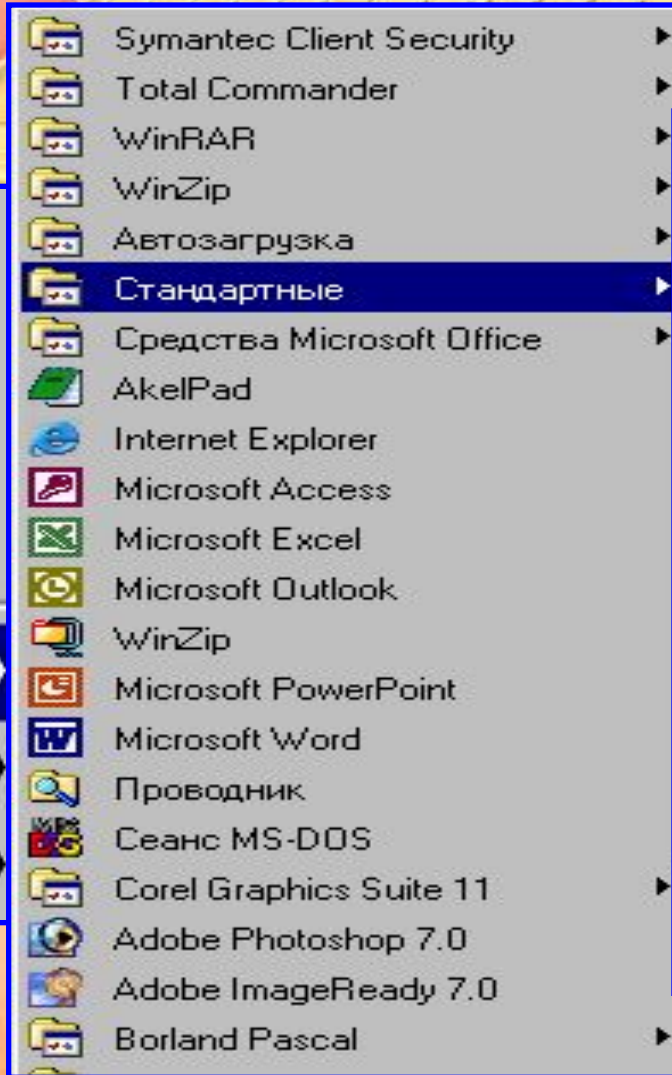 Symantec Client Security
Total Commander
WinRAR
WinZip
Автозагрузка
Стандартные
Средства Microsoft Office
AkelPad
Internet Explorer
Microsoft Access
Microsoft Excel
Microsoft Outlook
WinZip
Microsoft PowerPoint
Microsoft Word
Проводник
Сеанс MS-DOS
Corel Graphics Suite 11
Adobe Photoshop 7.0
Adobe ImageReady 7.0
Borland Pascal